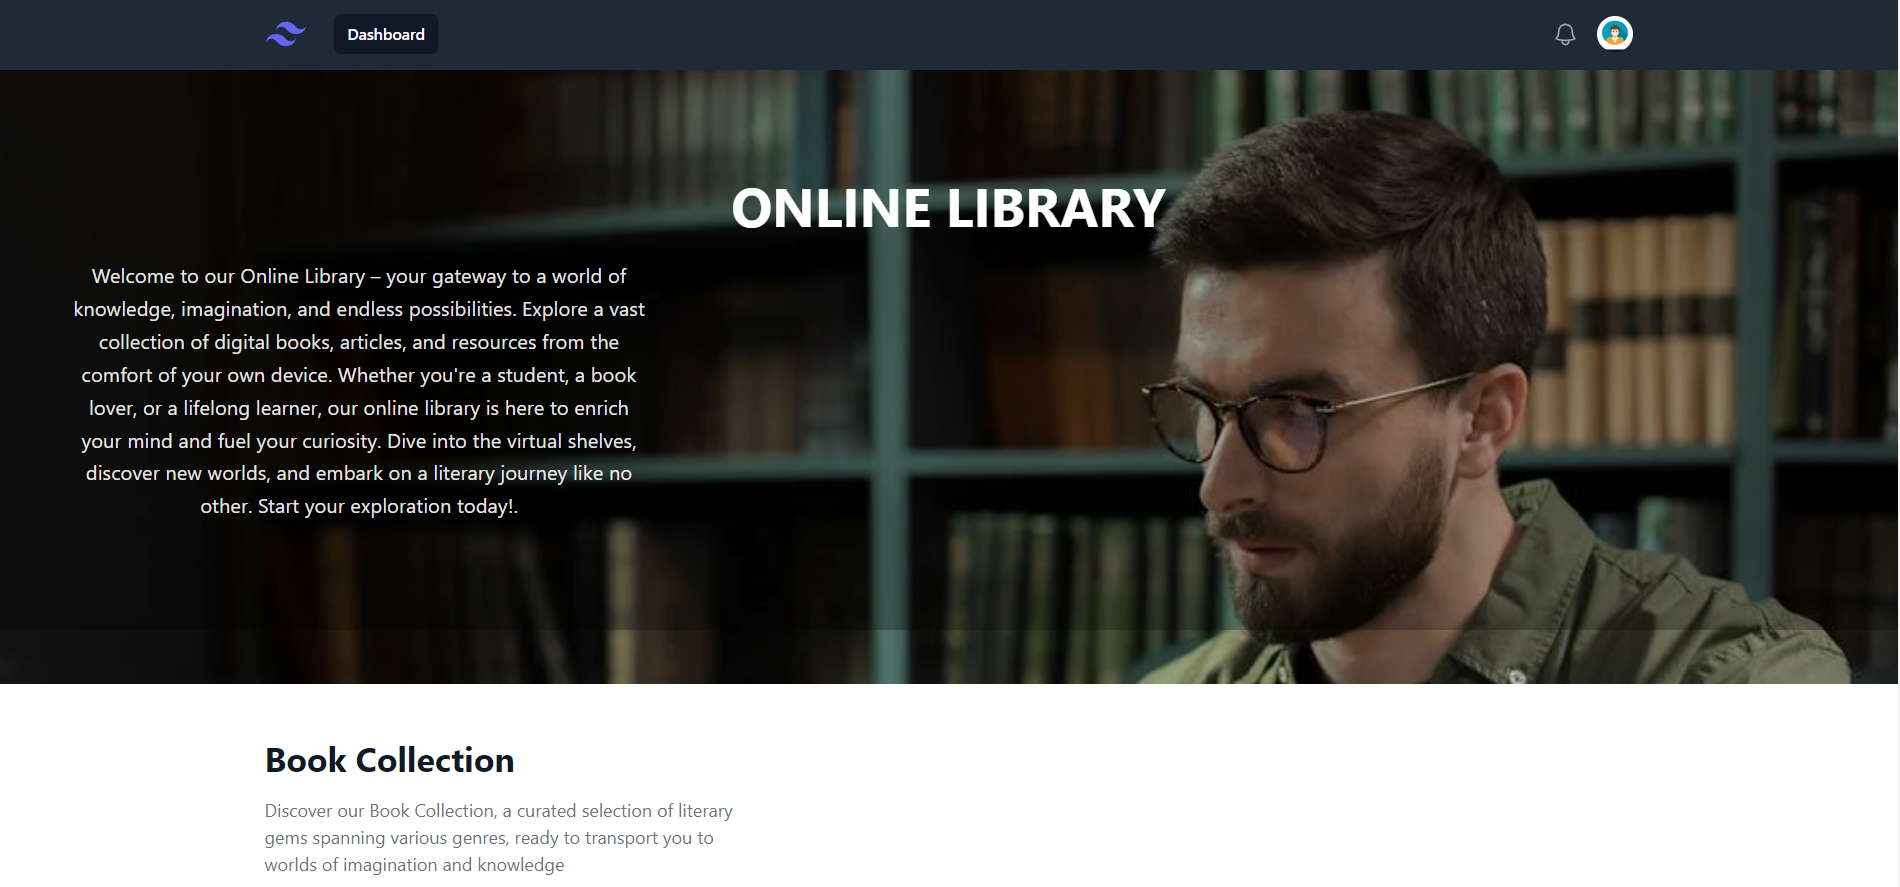 Dashboard
ONLINE LIBRARY
Welcome to our Online Library – your gateway to a world of
knowledge, imagination, and endless possibilities. Explore a vast
collection of digital books, articles, and resources from the
comfort of your own device. Whether you're a student, a book
lover, or a lifelong learner, our online library is here to enrich
your mind and fuel your curiosity. Dive into the virtual shelves,
discover new worlds, and embark on a literary journey like no
other. Start your exploration today!.
Book Collection
Discover our Book Collection, a curated selection of literary
gems spanning various genres, ready to transport you to
worlds of imagination and knowledge